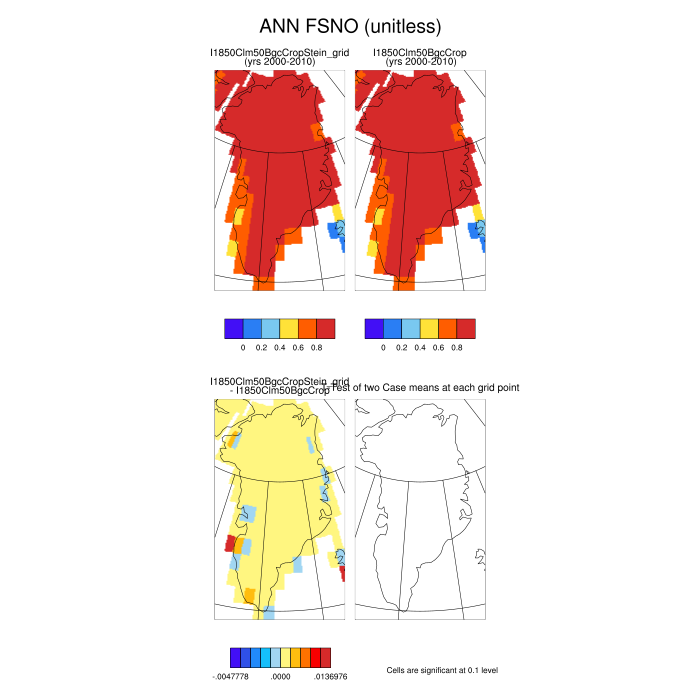 ANN FSNO (unitless)
I1850Clm50BgcCropStein_grid
(yrs 2000-2010)
I1850Clm50BgcCrop
(yrs 2000-2010)
0 0.2 0.4 0.6 0.8
0 0.2 0.4 0.6 0.8
I1850Clm50BgcCropStein_grid
- I1850Clm50BgcCrop
T-Test of two Case means at each grid point
-.0047778 .0000 .0136976
Cells are significant at 0.1 level